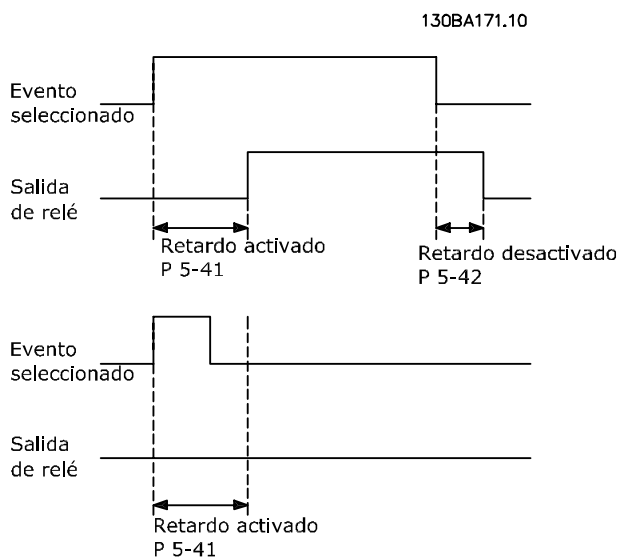 130BA171.10
Evento
seleccionado
Salida
de relé
Retardo activado
P 5-41
Retardo desactivado
P 5-42
Evento
seleccionado
Salida
de relé
Retardo activado
P 5-41